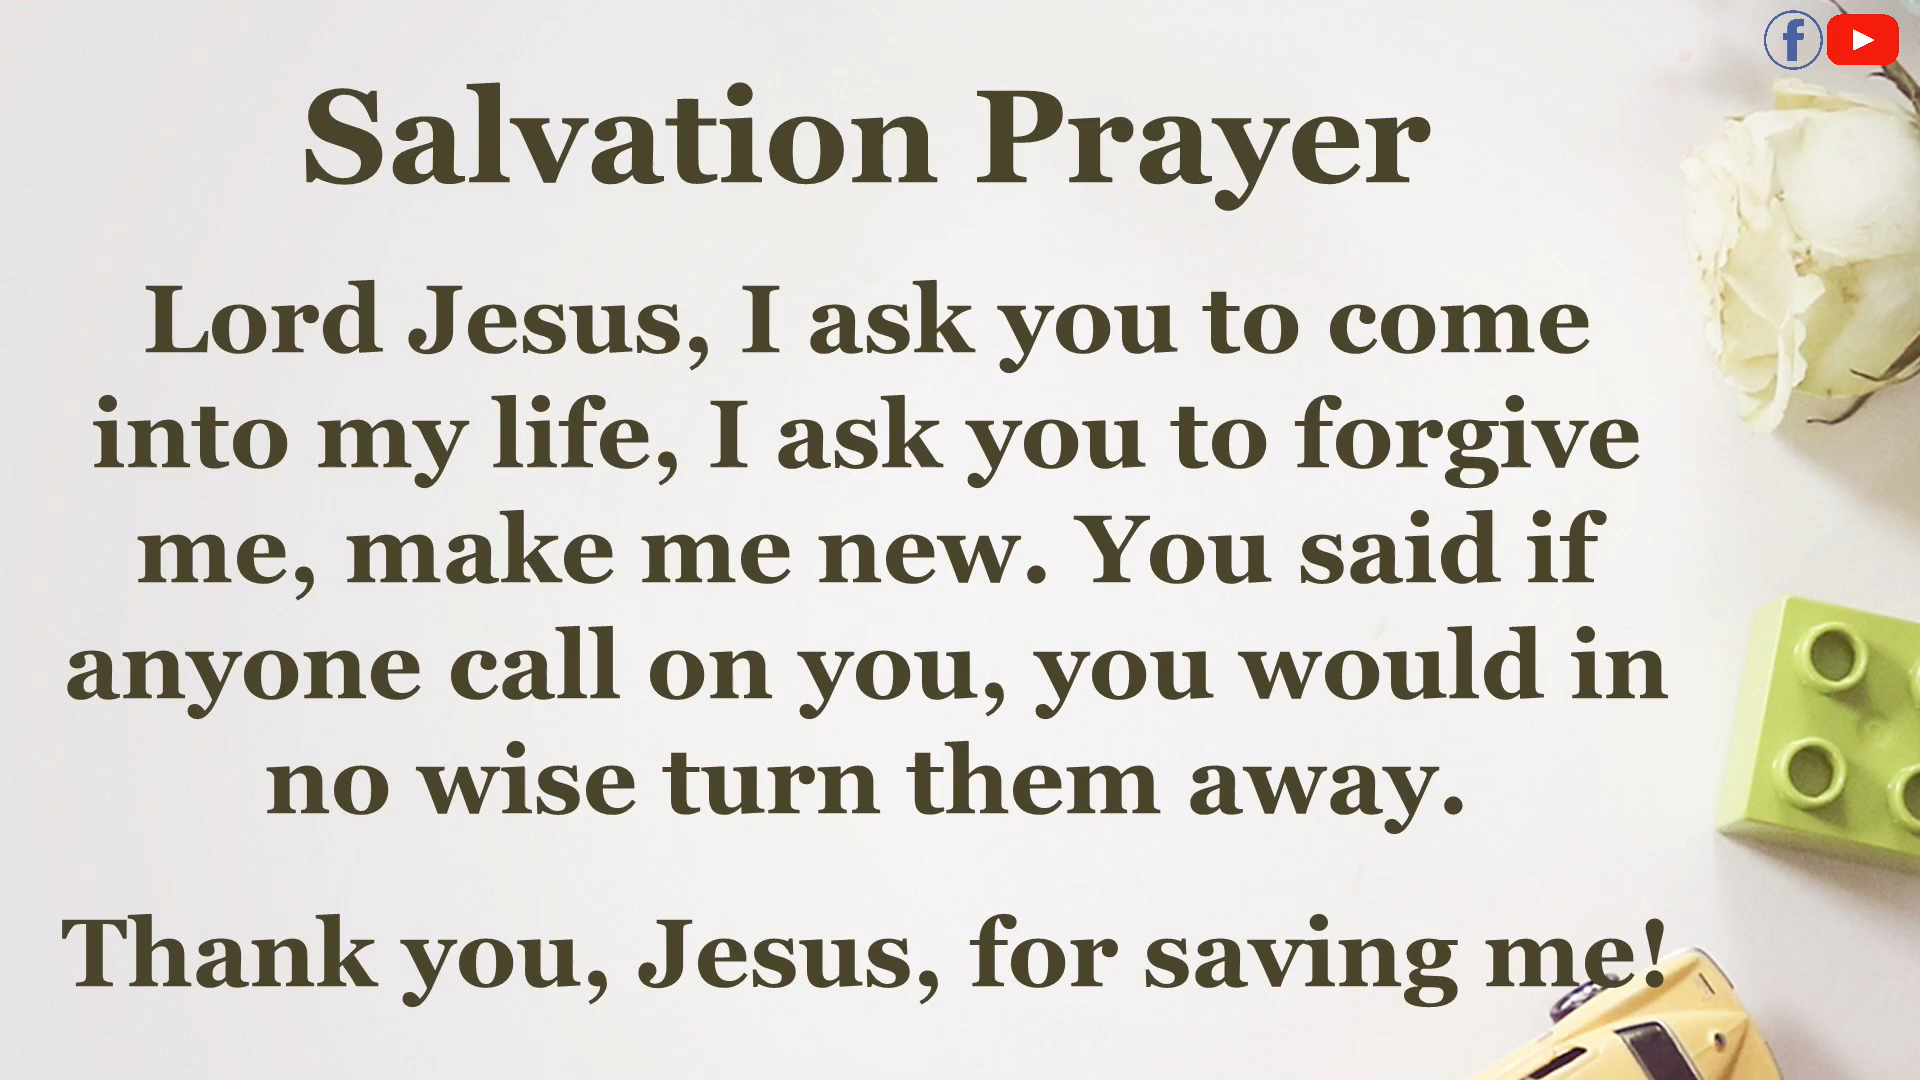 Salvation Prayer
Lord Jesus, I ask you to come
into my life, I ask you to forgive
me, make me new. You said if
anyone call on you, you would in
no wise turn them away.
Thank you, Jesus, for saving me!